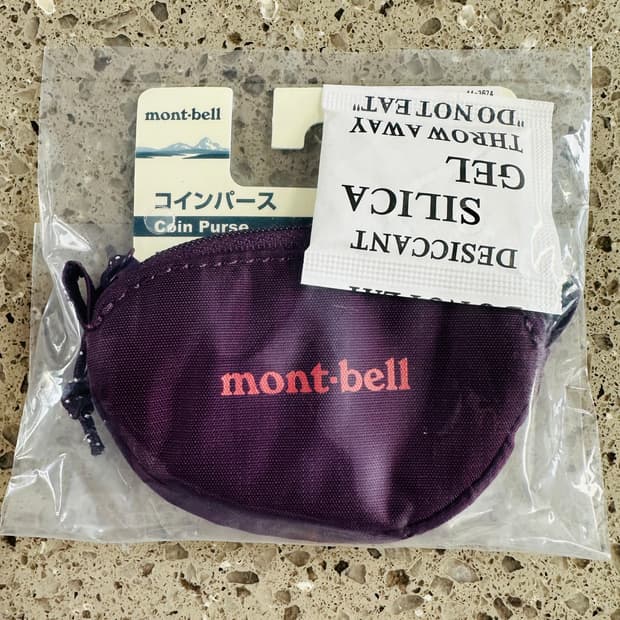 mont-bell
コインパース
Coin Purse
DESICCANT
SILICA
GEL
THROW AWAY
"DO NOT EAT"
mont-bell